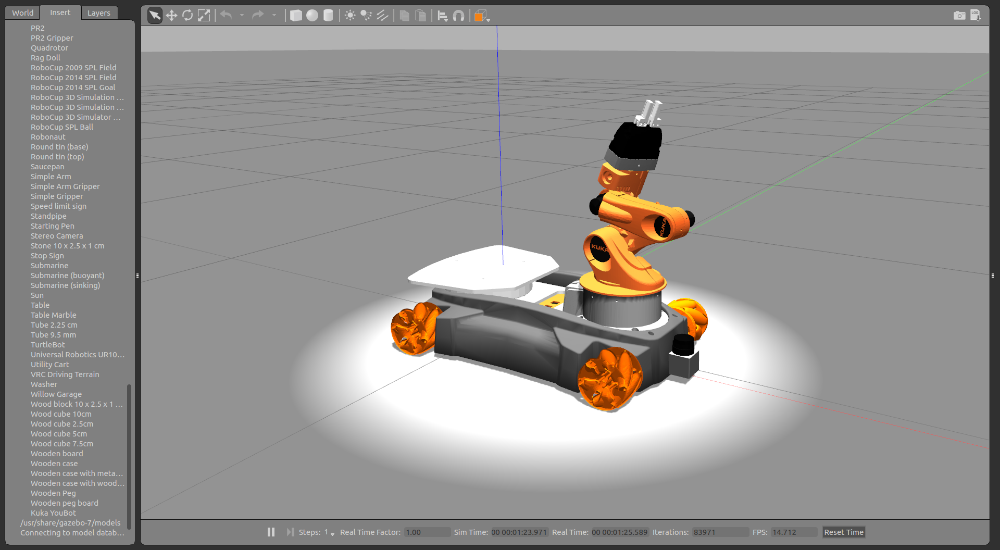 World Insert Layers
PR2
PR2 Gripper
Quadrotor
Rag Doll
RoboCup 2009 SPL Field
RoboCup 2014 SPL Field
RoboCup 2014 SPL Goal
RoboCup 3D Simulation ...
RoboCup 3D Simulation ...
RoboCup 3D Simulator ...
RoboCup SPL Ball
Robonaut
Round tin (base)
Round tin (top)
Saucepan
Simple Arm
Simple Arm Gripper
Simple Gripper
Speed limit sign
Standpipe
Starting Pen
Stereo Camera
Stone 10 x 2.5 x 1 cm
Stop Sign
Submarine
Submarine (buoyant)
Submarine (sinking)
Sun
Table
Table Marble
Tube 2.25 cm
Tube 9.5 mm
TurtleBot
Universal Robotics UR10...
Utility Cart
VRC Driving Terrain
Washer
Willow Garage
Wood block 10 x 2.5 x 1 ...
Wood cube 10cm
Wood cube 2.5cm
Wood cube 5cm
Wood cube 7.5cm
Wooden board
Wooden case
Wooden case with meta...
Wooden case with wood...
Wooden Peg
Wooden peg board
Kuka YouBot
/usr/share/gazebo-7/models
Connecting to model datab...
LOG
KUKA
KUKA
Steps: 1 Real Time Factor: 1.00 Sim Time: 00 00:01:23.971 Real Time: 00 00:01:25.589 Iterations: 83971 FPS: 14.712 Reset Time